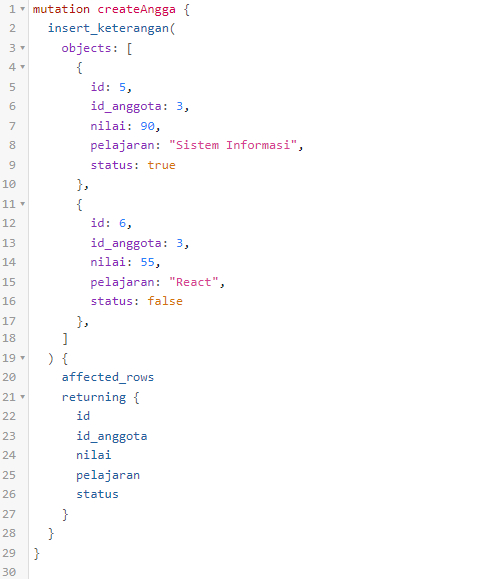 1 mutation createAngga {
2   insert_keterangan(
3     objects: [
4       {
5         id: 5,
6         id_anggota: 3,
7         nilai: 90,
8         pelajaran: "Sistem Informasi",
9         status: true
10       },
11       {
12         id: 6,
13         id_anggota: 3,
14         nilai: 55,
15         pelajaran: "React",
16         status: false
17       },
18     ]
19   ) {
20     affected_rows
21     returning {
22       id
23       id_anggota
24       nilai
25       pelajaran
26       status
27     }
28   }
29 }
30